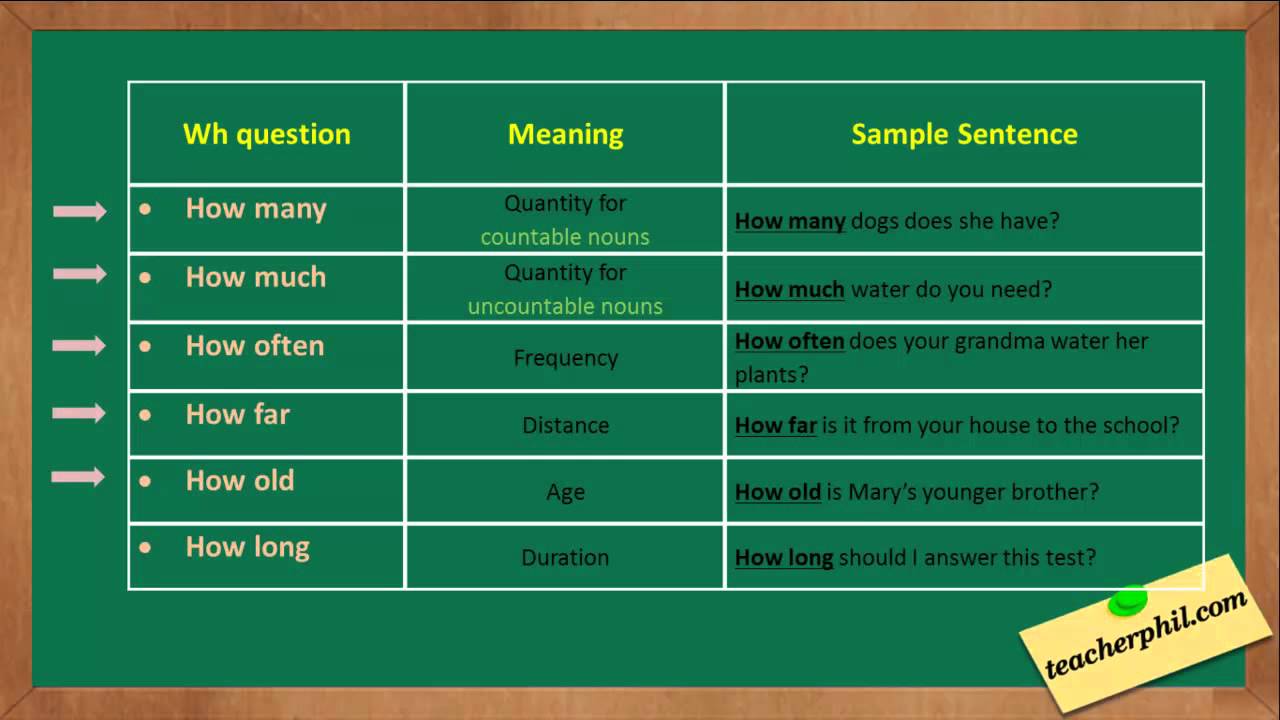 Wh question
Meaning
Sample Sentence
• How many
Quantity for
countable nouns
How many dogs does she have?
• How much
Quantity for
uncountable nouns
How much water do you need?
• How often
Frequency
How often does your grandma water her
plants?
• How far
Distance
How far is it from your house to the school?
• How old
Age
How old is Mary’s younger brother?
• How long
Duration
How long should I answer this test?
teacherphil.com